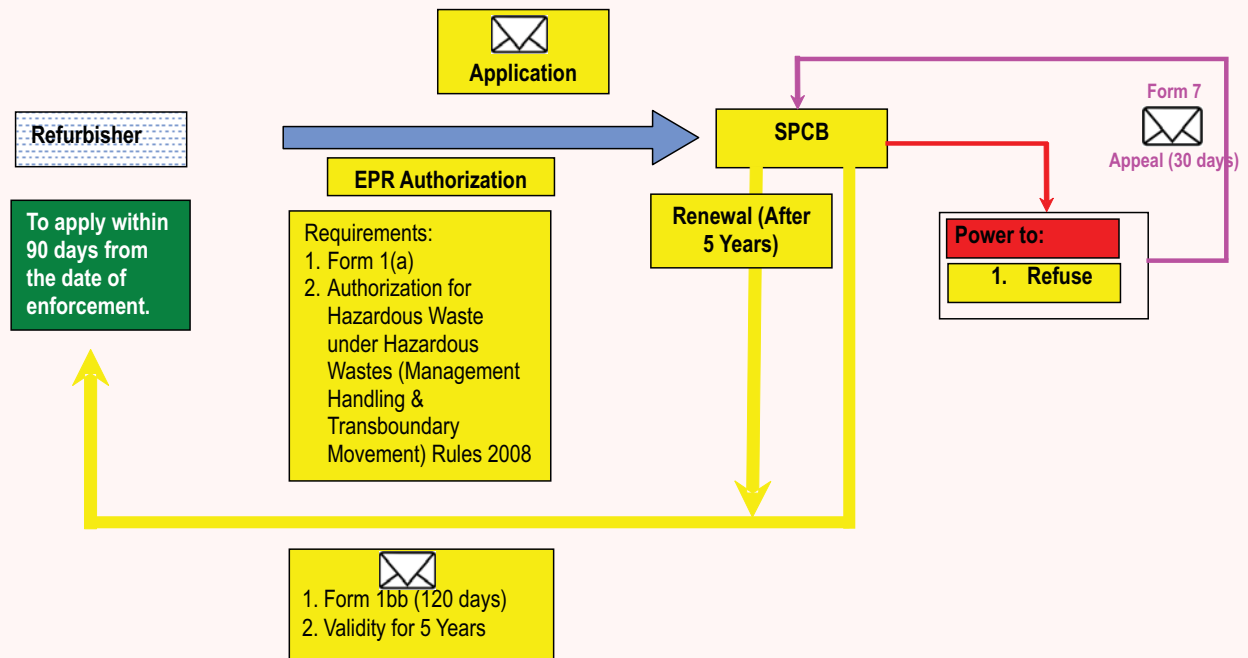 Application
Form 7
Appeal (30 days)
Refurbisher
SPCB
EPR Authorization
To apply within
90 days from
the date of
enforcement.
Requirements:
1. Form 1(a)
2. Authorization for
Hazardous Waste
under Hazardous
Wastes (Management
Handling &
Transboundary
Movement) Rules 2008
Renewal (After
5 Years)
Power to:
1. Refuse
1. Form 1bb (120 days)
2. Validity for 5 Years